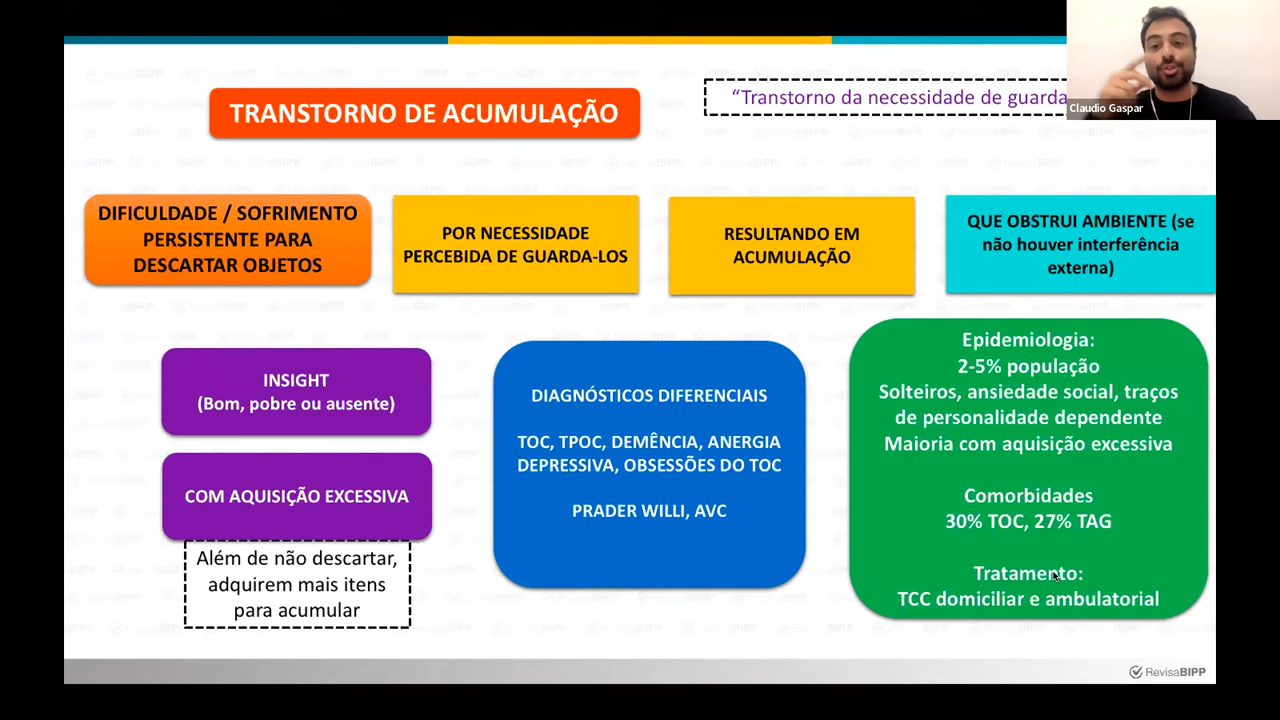 TRANSTORNO DE ACUMULAÇÃO
“Transtorno da necessidade de guarda
Claudio Gaspar
DIFICULDADE / SOFRIMENTO
PERSISTENTE PARA
DESCARTAR OBJETOS
POR NECESSIDADE
PERCEBIDA DE GUARDA-LOS
RESULTANDO EM
ACUMULAÇÃO
QUE OBSTRUI AMBIENTE (se
não houver interferência
externa)
INSIGHT
(Bom, pobre ou ausente)
COM AQUISIÇÃO EXCESSIVA
Além de não descartar,
adquirem mais itens
para acumular
DIAGNÓSTICOS DIFERENCIAIS
TOC, TPOC, DEMÊNCIA, ANERGIA
DEPRESSIVA, OBSESSÕES DO TOC
PRADER WILLI, AVC
Epidemiologia:
2-5% população
Solteiros, ansiedade social, traços
de personalidade dependente
Maioria com aquisição excessiva
Comorbidades
30% TOC, 27% TAG
Tratamento:
TCC domiciliar e ambulatorial
RevisaBIPP